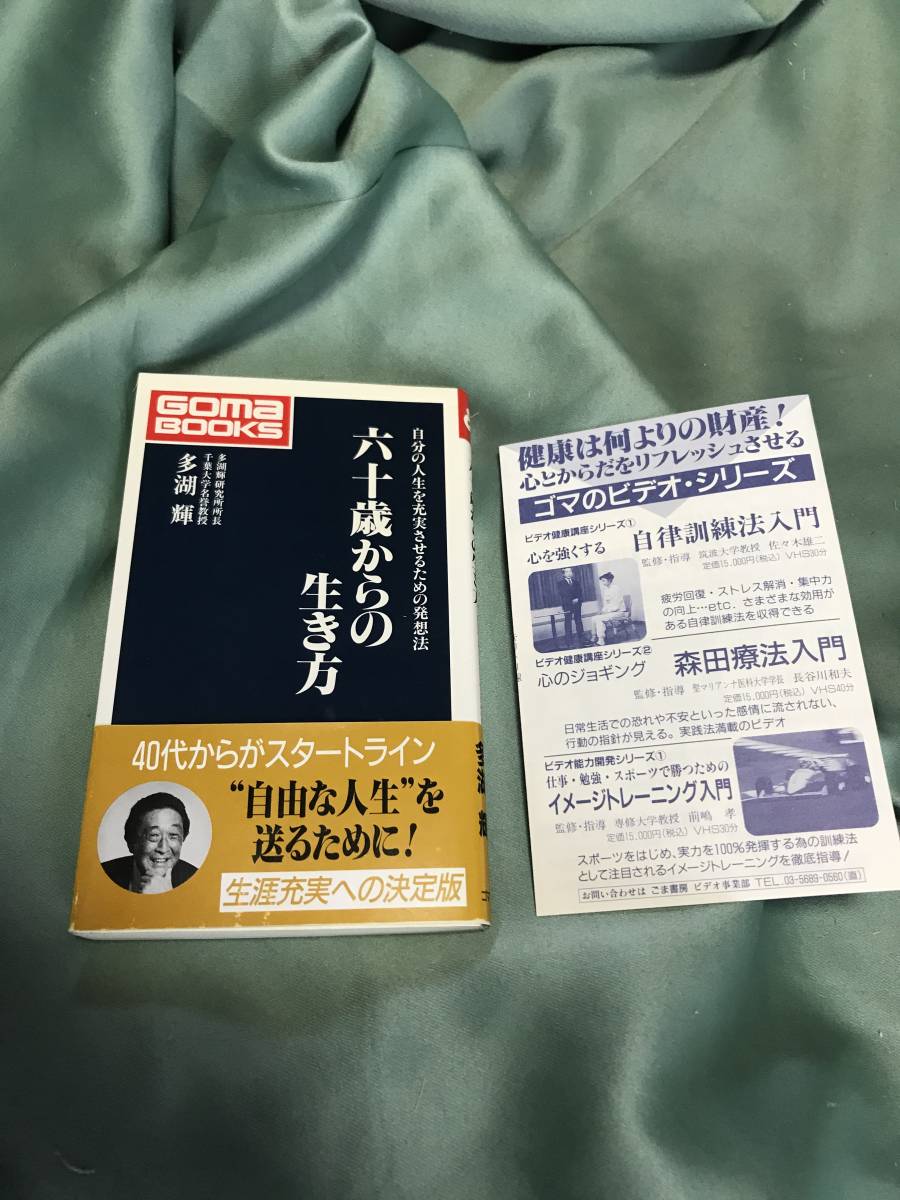 GOMA
BOOKS
自分の人生を充実させるための発想法
六十歳からの
生き方
多湖輝研究所所長
千葉大学名誉教授
多湖 輝
40代からがスタートライン
“自由な人生”を
送るために!
生涯充実への決定版
健康は何よりの財産!
心とからだをリフレッシュさせる
ゴマのビデオ・シリーズ
ビデオ健康講座シリーズ①
心を強くする 自律訓練法入門
監修・指導 筑波大学教授 佐々木雄二
定価15,000円(税込) VHS30分
疲労回復・ストレス解消・集中力
の向上…etc. さまざまな効用が
ある自律訓練法を収得できる
ビデオ健康講座シリーズ②
心のジョギング 森田療法入門
監修・指導 聖マリアンナ医科大学学長 長谷川和夫
定価15,000円(税込) VHS40分
日常生活での恐れや不安といった感情に流されない、
行動の指針が見える。実践法満載のビデオ
ビデオ能力開発シリーズ①
仕事・勉強・スポーツで勝つための
イメージトレーニング入門
監修・指導 専修大学教授 前嶋 孝
定価15,000円(税込) VHS30分
スポーツをはじめ、実力を100%発揮する為の訓練法
として注目されるイメージトレーニングを徹底指導!
お問い合わせは ごま書房 ビデオ事業部 TEL.03-5689-0560(直)